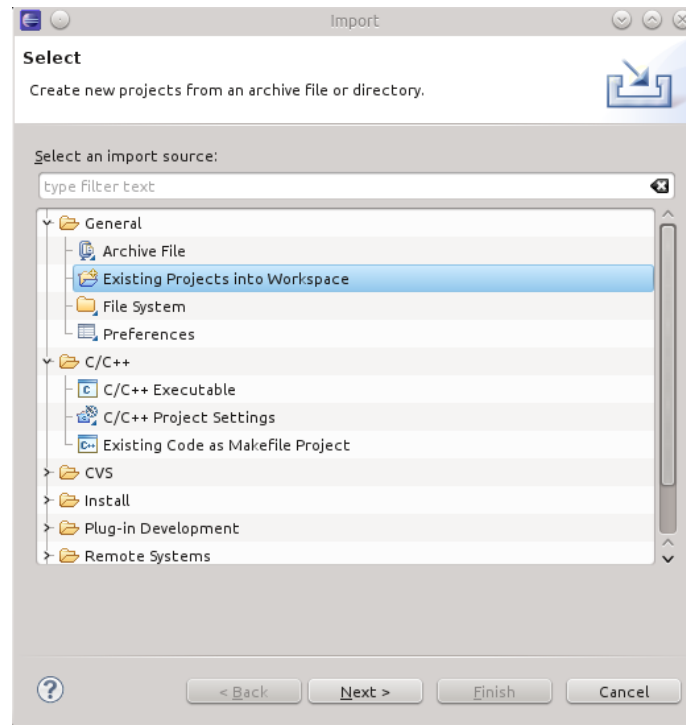 Import
Select
Create new projects from an archive file or directory.
Select an import source:
type filter text
General
Archive File
Existing Projects into Workspace
File System
Preferences
C/C++
C/C++ Executable
C/C++ Project Settings
Existing Code as Makefile Project
CVS
Install
Plug-in Development
Remote Systems
< Back Next > Finish Cancel